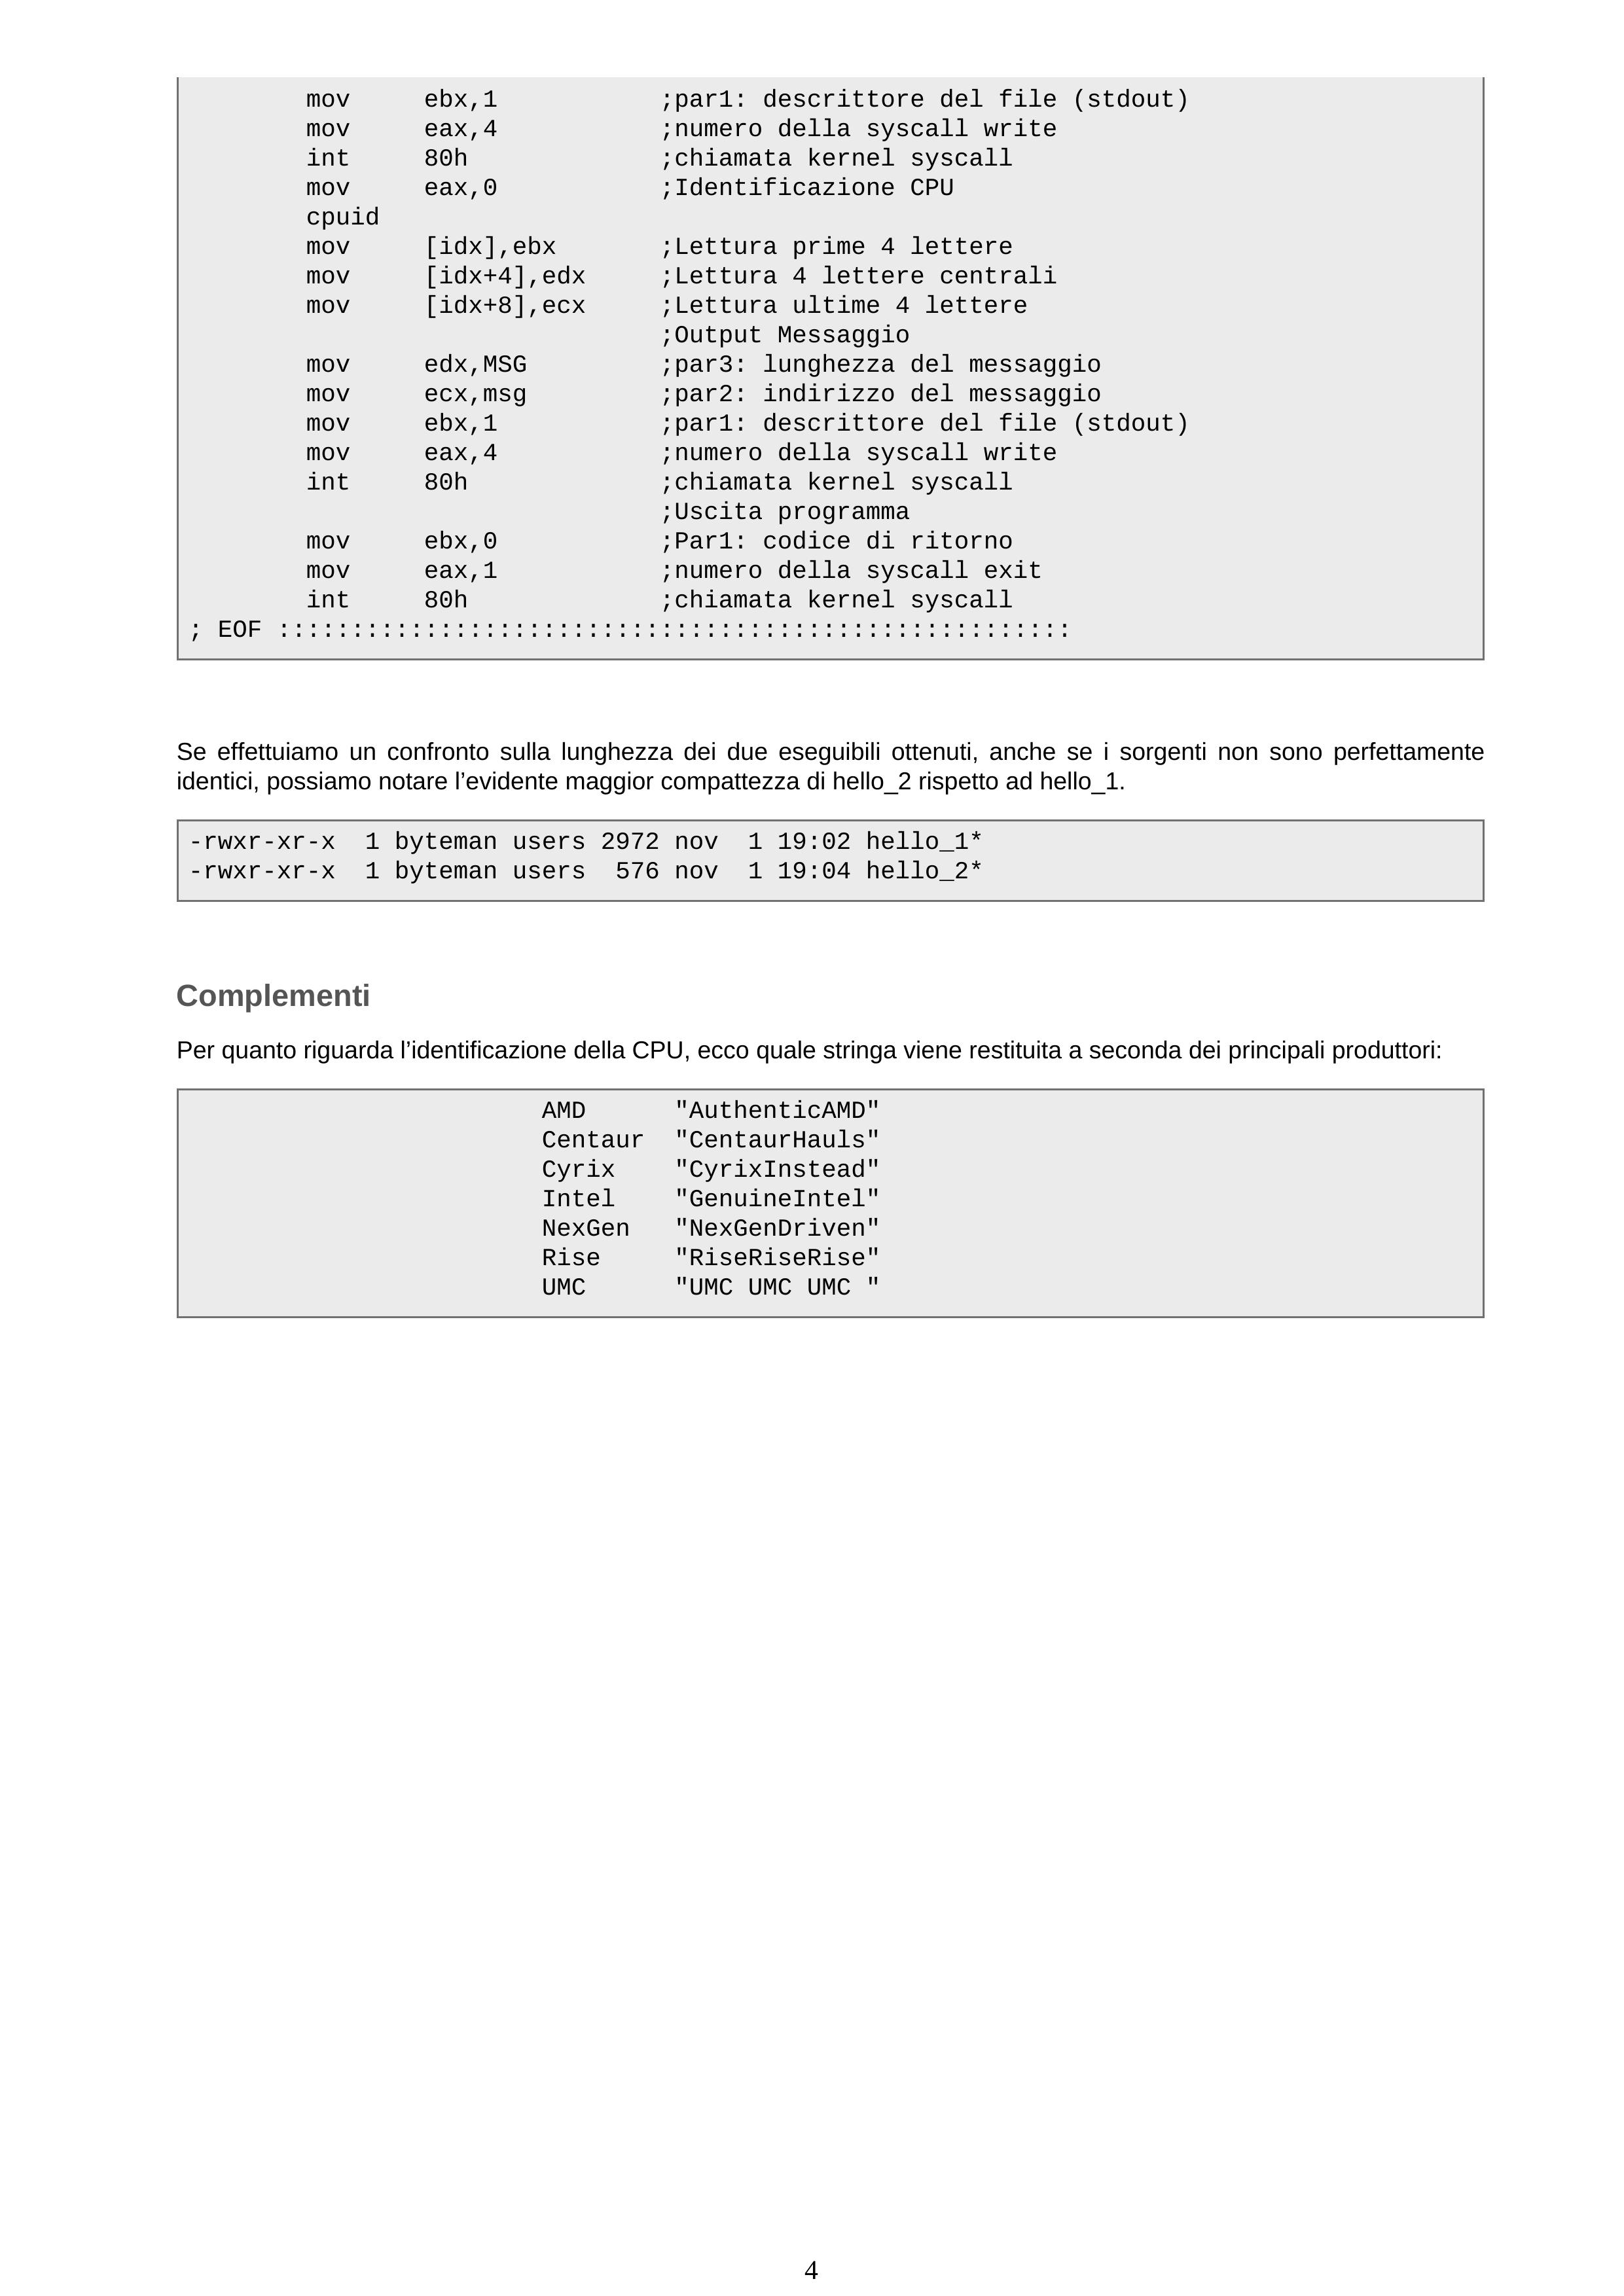 mov     ebx,1           ;par1: descrittore del file (stdout)
mov     eax,4           ;numero della syscall write
int     80h             ;chiamata kernel syscall
mov     eax,0           ;Identificazione CPU
cpuid
mov     [idx],ebx       ;Lettura prime 4 lettere
mov     [idx+4],edx     ;Lettura 4 lettere centrali
mov     [idx+8],ecx     ;Lettura ultime 4 lettere
;Output Messaggio
mov     edx,MSG         ;par3: lunghezza del messaggio
mov     ecx,msg         ;par2: indirizzo del messaggio
mov     ebx,1           ;par1: descrittore del file (stdout)
mov     eax,4           ;numero della syscall write
int     80h             ;chiamata kernel syscall
;Uscita programma
mov     ebx,0           ;Par1: codice di ritorno
mov     eax,1           ;numero della syscall exit
int     80h             ;chiamata kernel syscall
; EOF ::::::::::::::::::::::::::::::::::::::::::::::::::::::
Se effettuiamo un confronto sulla lunghezza dei due eseguibili ottenuti, anche se i sorgenti non sono perfettamente
identici, possiamo notare l’evidente maggior compattezza di hello_2 rispetto ad hello_1.
-rwxr-xr-x  1 byteman users 2972 nov  1 19:02 hello_1*
-rwxr-xr-x  1 byteman users  576 nov  1 19:04 hello_2*
Complementi
Per quanto riguarda l’identificazione della CPU, ecco quale stringa viene restituita a seconda dei principali produttori:
AMD      "AuthenticAMD"
Centaur  "CentaurHauls"
Cyrix    "CyrixInstead"
Intel    "GenuineIntel"
NexGen   "NexGenDriven"
Rise     "RiseRiseRise"
UMC      "UMC UMC UMC "
4